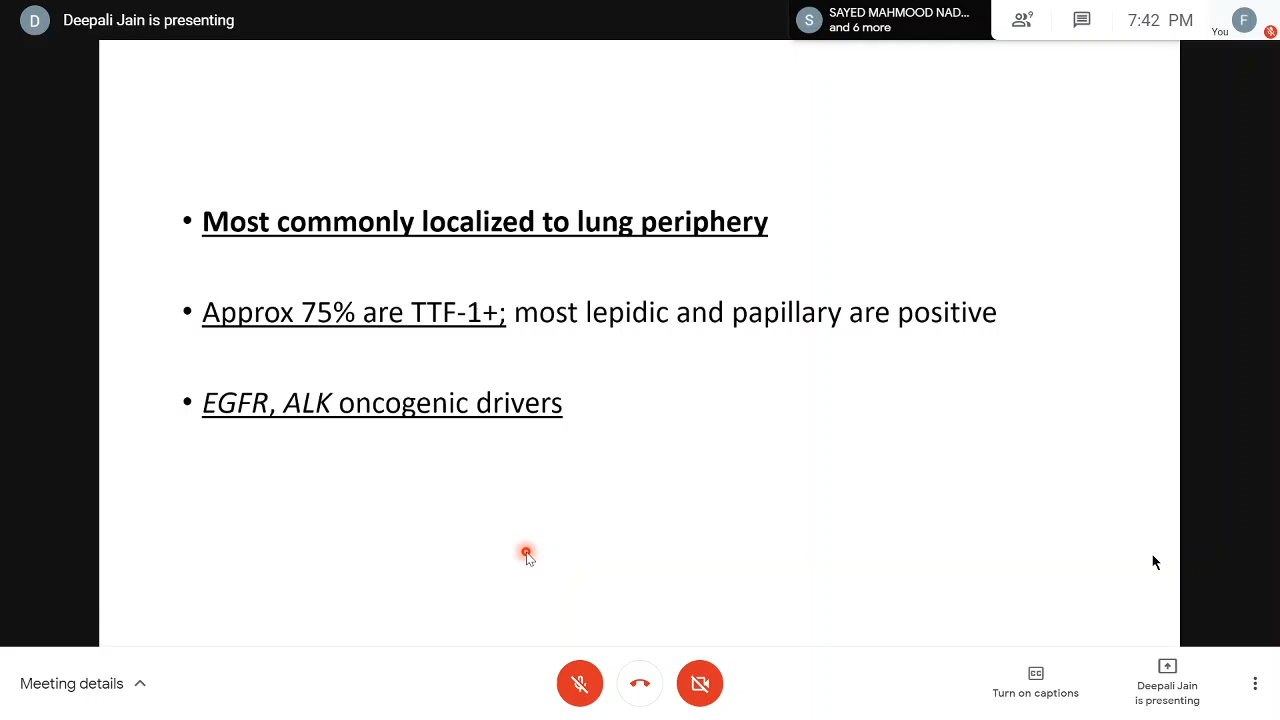 D Deepali Jain is presenting
S SAYED MAHMOOD NAD...
and 6 more
9
7:42 PM
You F
• Most commonly localized to lung periphery
• Approx 75% are TTF-1+; most lepidic and papillary are positive
• EGFR, ALK oncogenic drivers
Meeting details
CC
Turn on captions
Deepali Jain
is presenting